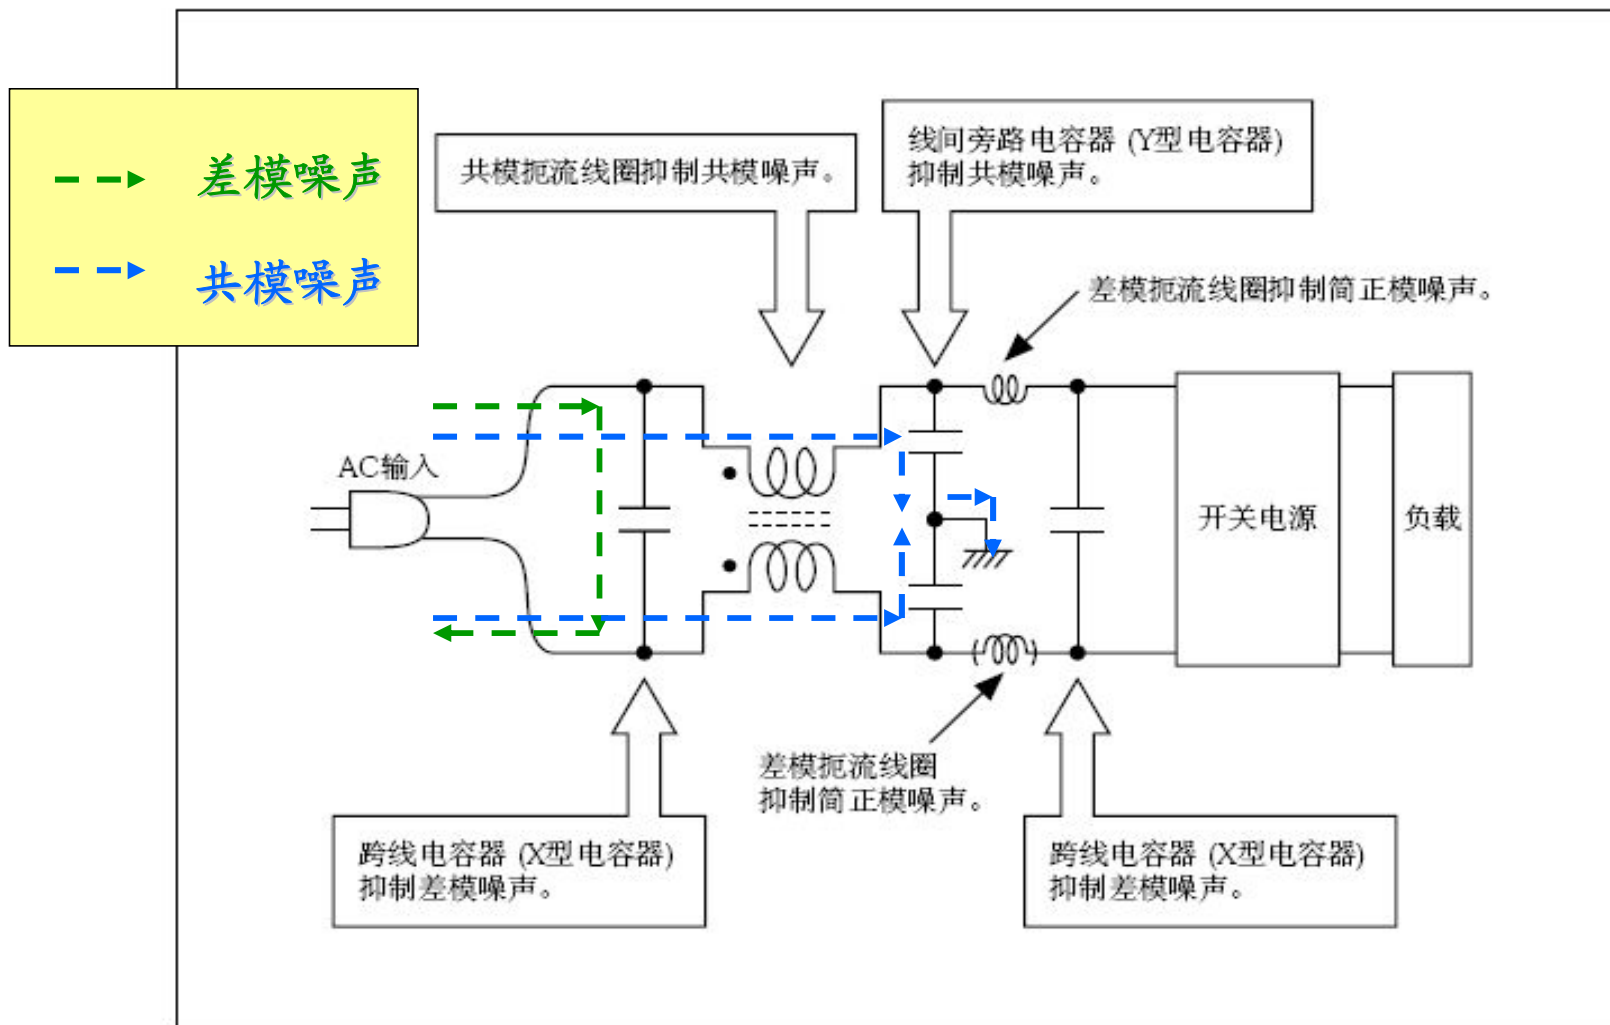 差模噪声
共模噪声
共模扼流线圈抑制共模噪声。
线间旁路电容器 (Y型电容器)
抑制共模噪声。
差模扼流线圈抑制简正模噪声。
AC输入
开关电源
负载
差模扼流线圈
抑制简正模噪声。
跨线电容器 (X型电容器)
抑制差模噪声。
跨线电容器 (X型电容器)
抑制差模噪声。